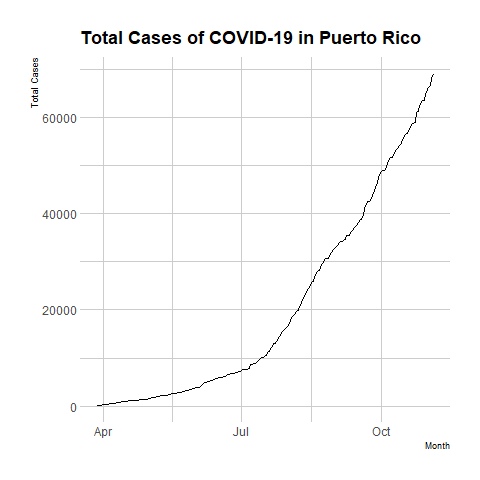 Total Cases of COVID-19 in Puerto Rico
Total Cases
60000
40000
20000
0
Apr Jul Oct
Month